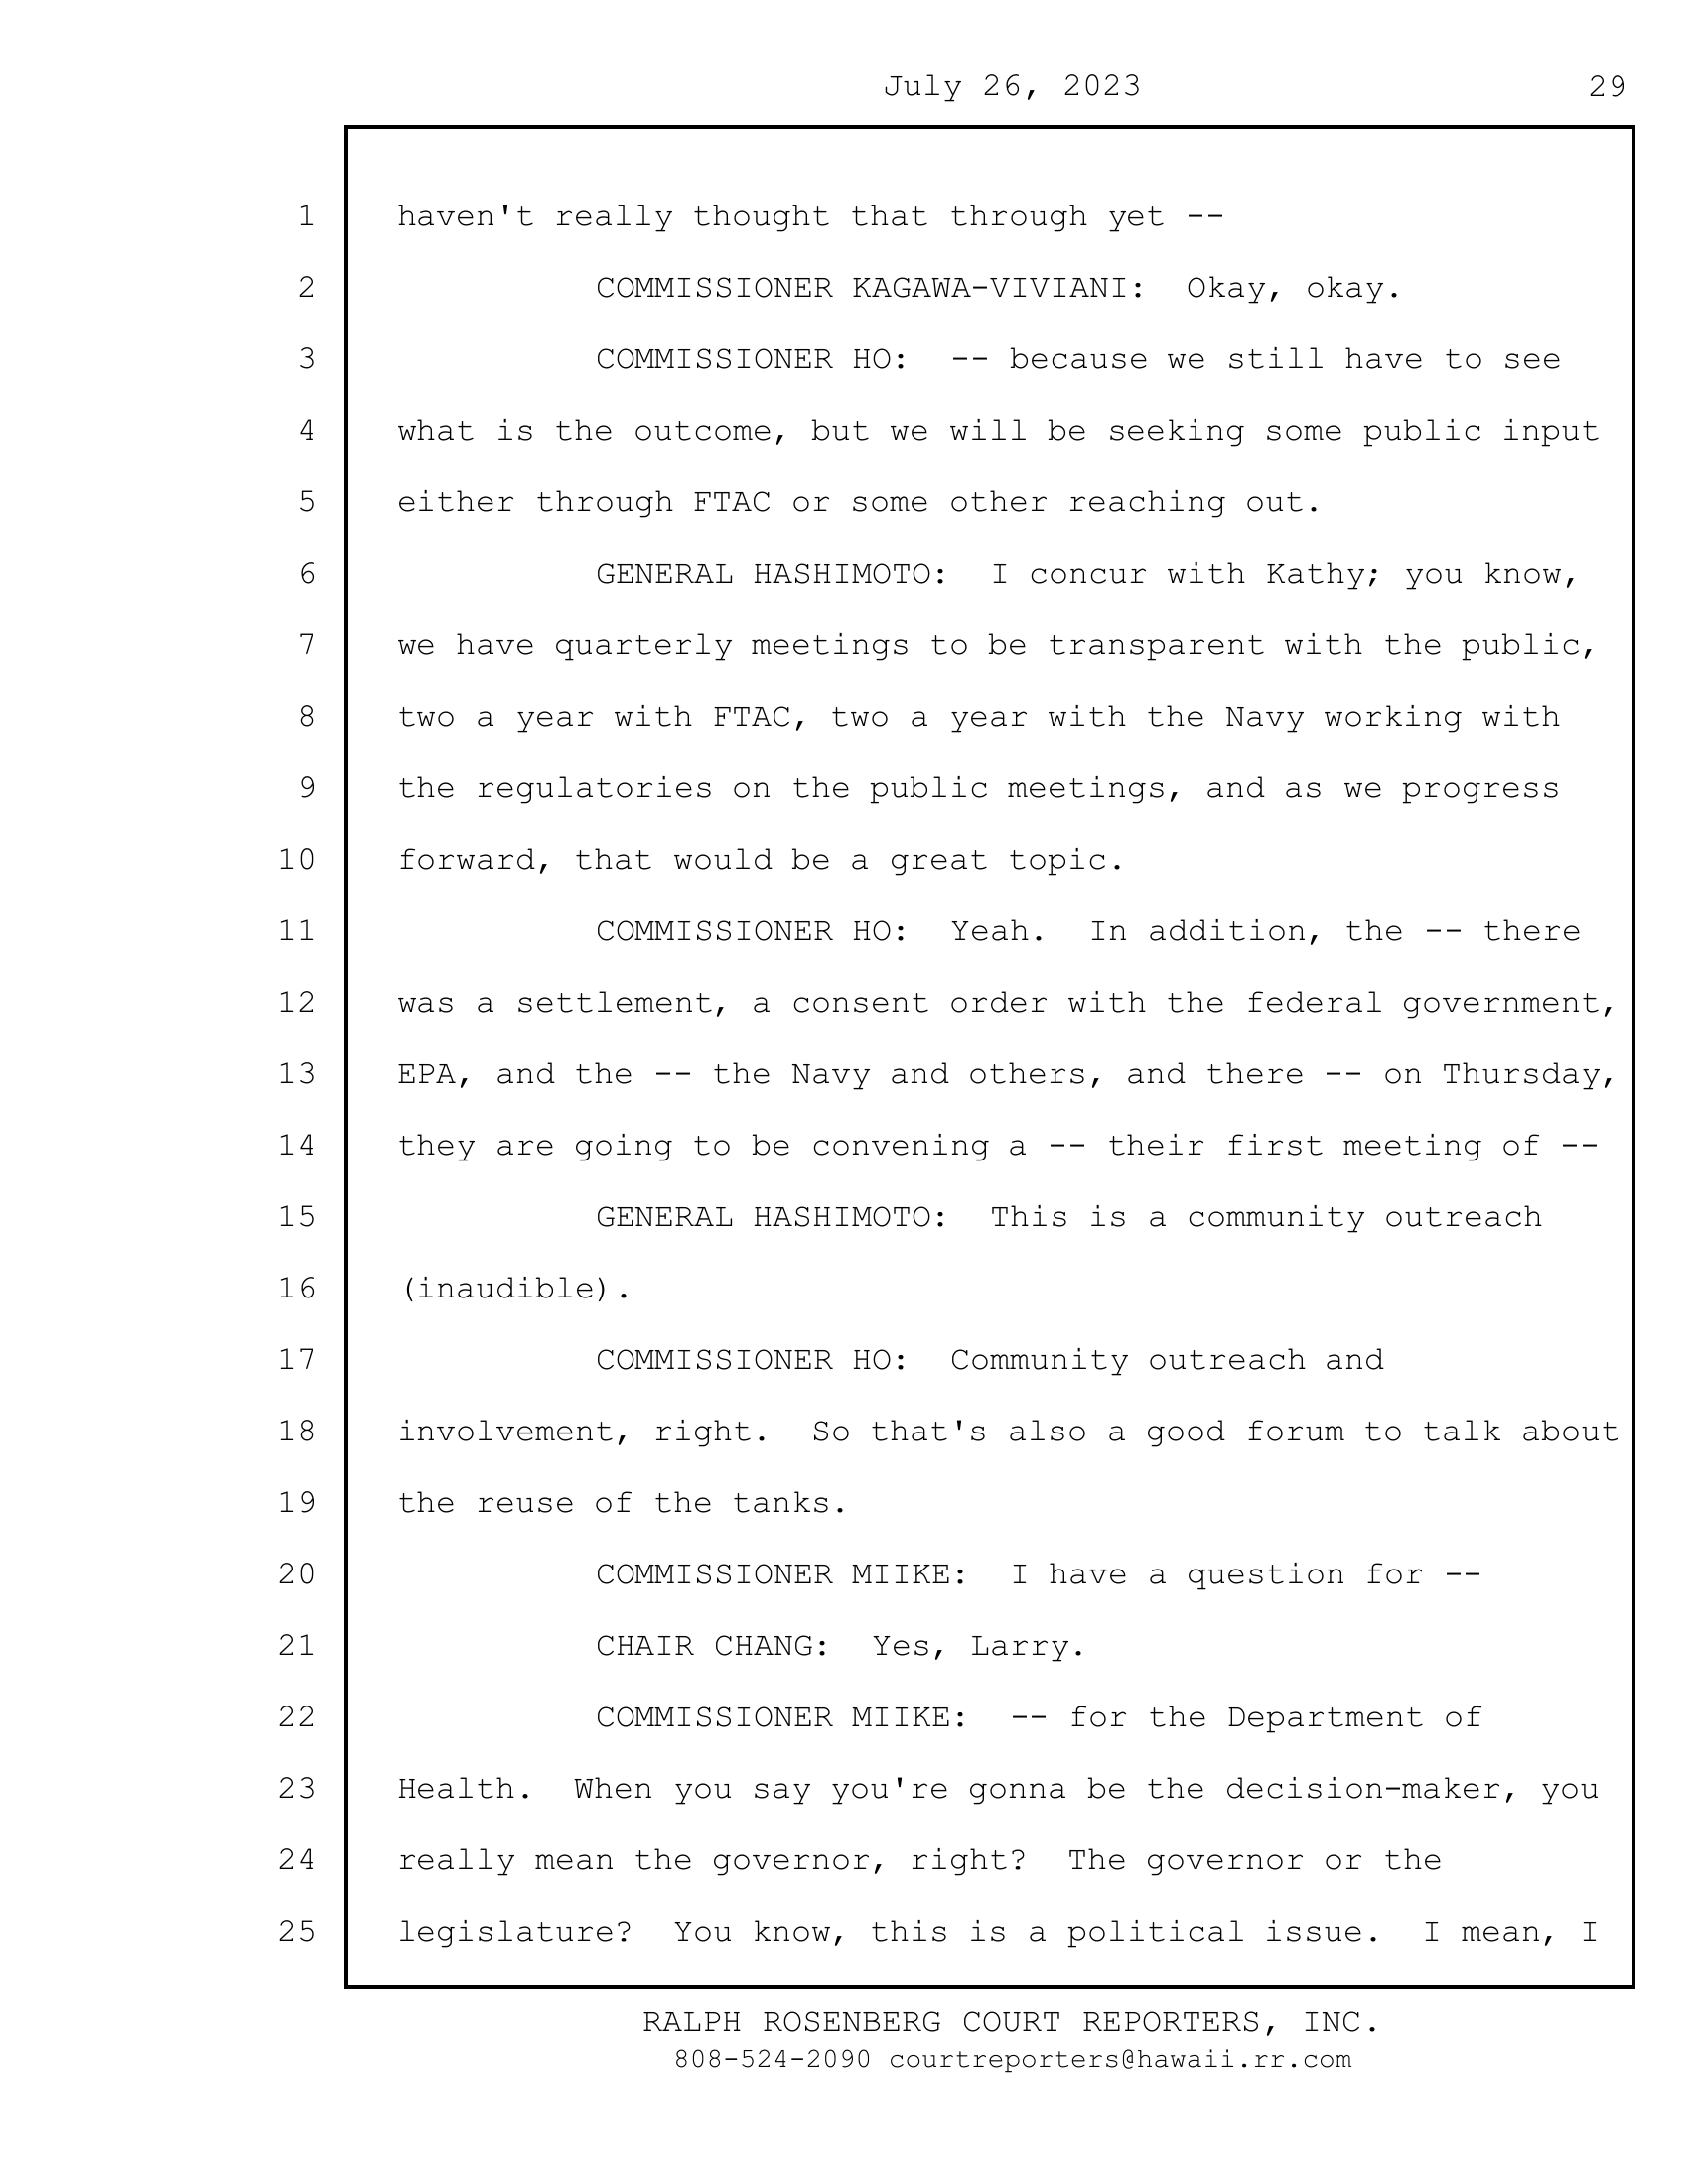 July 26, 2023 29
1 haven't really thought that through yet --
2 COMMISSIONER KAGAWA-VIVIANI: Okay, okay.
3 COMMISSIONER HO: -- because we still have to see
4 what is the outcome, but we will be seeking some public input
5 either through FTAC or some other reaching out.
6 GENERAL HASHIMOTO: I concur with Kathy; you know,
7 we have quarterly meetings to be transparent with the public,
8 two a year with FTAC, two a year with the Navy working with
9 the regulatories on the public meetings, and as we progress
10 forward, that would be a great topic.
11 COMMISSIONER HO: Yeah. In addition, the -- there
12 was a settlement, a consent order with the federal government,
13 EPA, and the -- the Navy and others, and there -- on Thursday,
14 they are going to be convening a -- their first meeting of --
15 GENERAL HASHIMOTO: This is a community outreach
16 (inaudible).
17 COMMISSIONER HO: Community outreach and
18 involvement, right. So that's also a good forum to talk about
19 the reuse of the tanks.
20 COMMISSIONER MIIKE: I have a question for --
21 CHAIR CHANG: Yes, Larry.
22 COMMISSIONER MIIKE: -- for the Department of
23 Health. When you say you're gonna be the decision-maker, you
24 really mean the governor, right? The governor or the
25 legislature? You know, this is a political issue. I mean, I
RALPH ROSENBERG COURT REPORTERS, INC.
808-524-2090 courtreporters@hawaii.rr.com